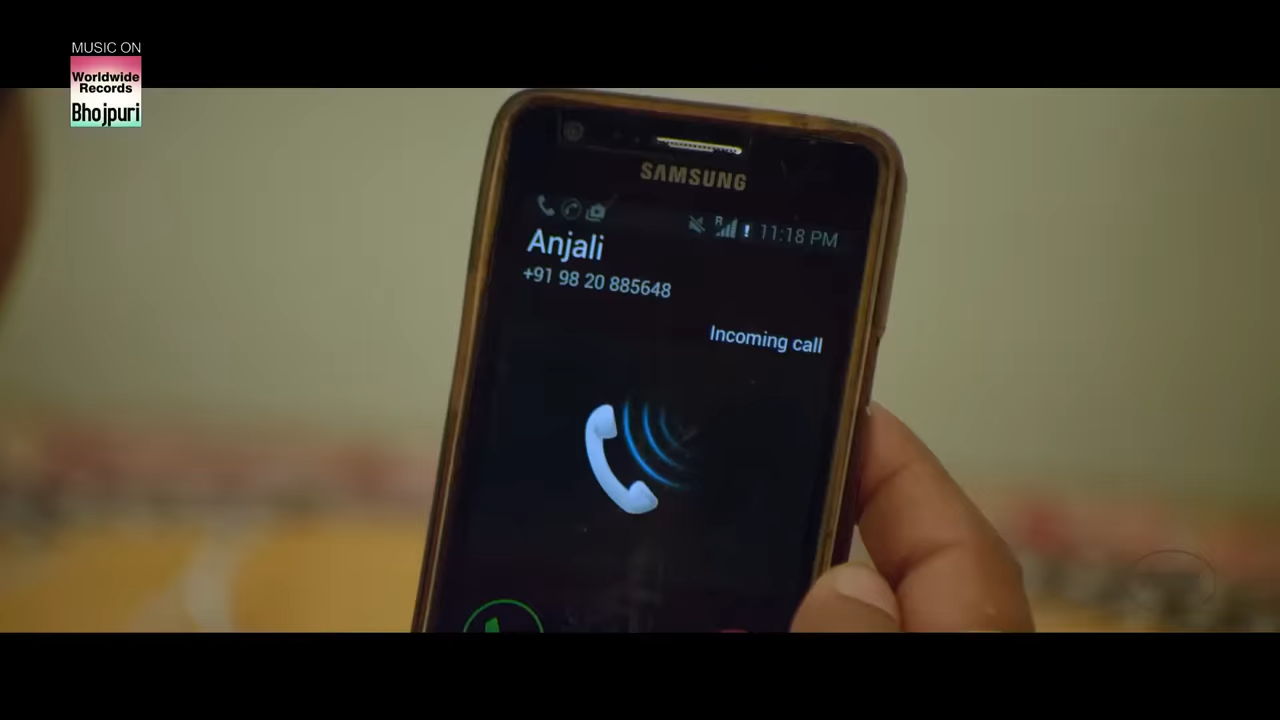 MUSIC ON
Worldwide
Records
Bhojpuri
SAMSUNG
R
11:18 PM
Anjali
+91 98 20 885648
Incoming call